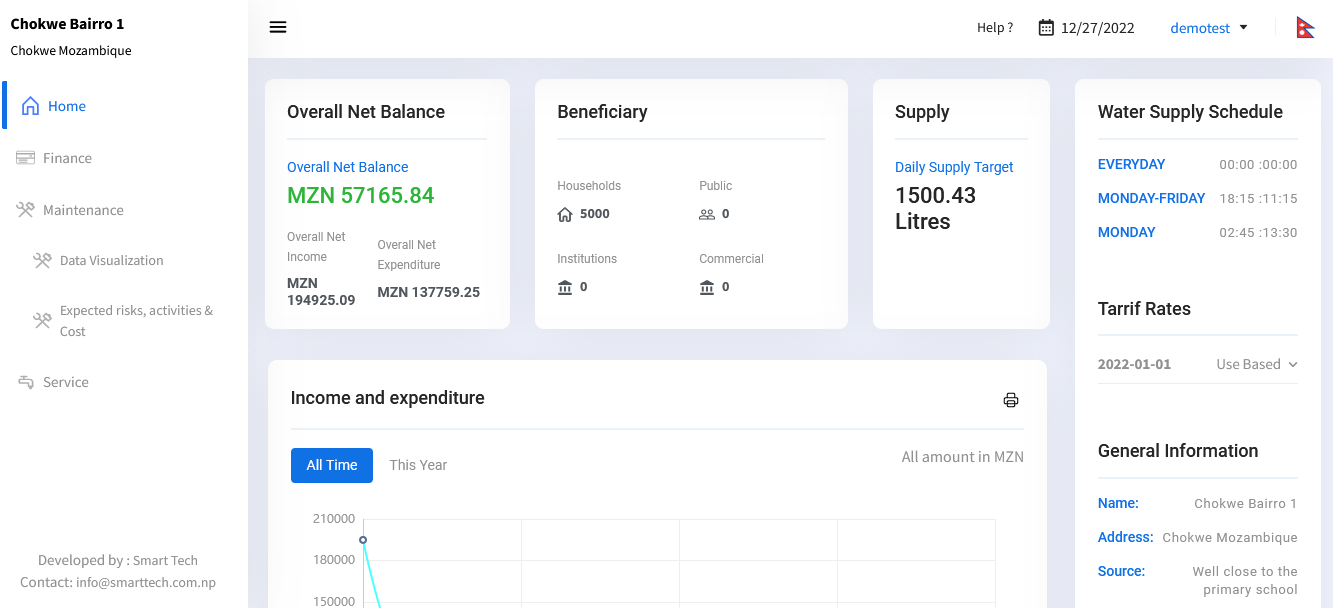 Chokwe Bairro 1
Chokwe Mozambique
Home
Finance
Maintenance
Data Visualization
Expected risks, activities &
Cost
Service
Developed by : Smart Tech
Contact: info@smarttech.com.np
Help ?
12/27/2022
demotest
Overall Net Balance
Overall Net Balance
MZN 57165.84
Overall Net
Income
MZN
194925.09
Overall Net
Expenditure
MZN 137759.25
Beneficiary
Households
5000
Public
0
Institutions
0
Commercial
0
Supply
Daily Supply Target
1500.43
Litres
Water Supply Schedule
EVERYDAY 00:00 :00:00
MONDAY-FRIDAY 18:15 :11:15
MONDAY 02:45 :13:30
Tarrif Rates
2022-01-01 Use Based
General Information
Name: Chokwe Bairro 1
Address: Chokwe Mozambique
Source: Well close to the
primary school
Income and expenditure
All Time This Year
All amount in MZN
210000
180000
150000